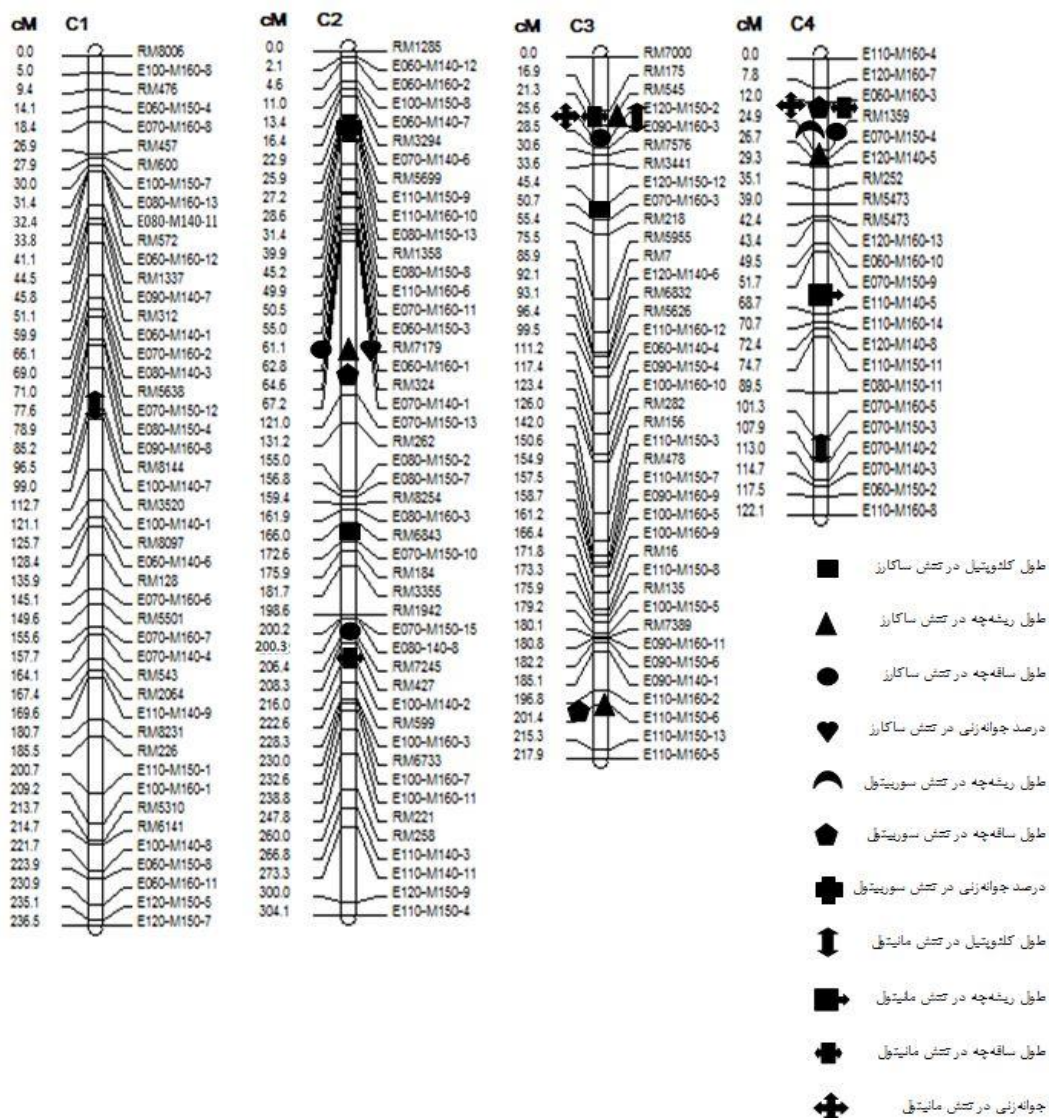 cM C1
0.0 RM8006
5.0 E100-M160-8
9.4 RM476
14.1 E060-M150-4
18.4 E070-M160-8
26.9 RM457
27.9 RM600
30.0 E100-M150-7
31.4 E080-M160-13
32.4 E080-M140-11
33.8 RM572
41.1 E060-M160-12
44.5 RM1337
45.8 E090-M140-7
51.1 RM312
59.9 E060-M140-1
66.1 E070-M160-2
69.0 E080-M140-3
71.0 RM5638
77.6 E070-M150-12
78.9 E080-M150-4
85.2 E090-M160-8
96.5 RM8144
99.0 E100-M140-7
112.7 RM3520
121.1 E100-M140-1
125.7 RM8097
128.4 E060-M140-6
135.9 RM128
145.1 E070-M160-6
149.6 RM5501
155.6 E070-M160-7
157.7 E070-M140-4
164.1 RM543
167.4 RM2064
169.6 E110-M140-9
180.7 RM8231
185.5 RM226
200.7 E110-M150-1
209.2 E100-M160-1
213.7 RM5310
214.7 RM6141
221.7 E100-M140-8
223.9 E060-M150-8
230.9 E060-M160-11
235.1 E120-M150-5
236.5 E120-M150-7
cM C2
0.0 RM1285
2.1 E060-M140-12
4.6 E060-M160-2
11.0 E100-M150-8
13.4 E060-M140-7
16.4 RM3294
22.9 E070-M140-6
25.9 RM5699
27.2 E110-M150-9
28.6 E110-M160-10
31.4 E080-M150-13
39.9 RM1358
45.2 E080-M150-8
49.9 E110-M160-6
50.5 E070-M160-11
55.0 E060-M150-3
61.1 RM7179
62.8 E060-M160-1
64.6 RM324
67.2 E070-M140-1
121.0 E070-M150-13
131.2 RM262
155.0 E080-M150-2
156.8 E080-M150-7
159.4 RM8254
161.9 E080-M160-3
166.0 RM6843
172.6 E070-M150-10
175.9 RM184
181.7 RM3355
198.6 RM1942
200.2 E070-M150-15
200.3 E080-140-8
206.4 RM7245
208.3 RM427
216.0 E100-M140-2
222.6 RM599
228.3 E100-M160-3
230.0 RM6733
232.6 E100-M160-7
238.8 E100-M160-11
247.8 RM221
260.0 RM258
266.8 E110-M140-3
273.3 E110-M140-11
300.0 E120-M150-9
304.1 E110-M150-4
cM C3
0.0 RM7000
16.9 RM175
21.3 RM545
25.6 E120-M150-2
28.5 E090-M160-3
30.6 RM7576
33.6 RM3441
45.4 E120-M150-12
50.7 E070-M160-3
55.4 RM218
75.5 RM5955
85.9 RM7
92.1 E120-M140-6
93.1 RM6832
96.4 RM5626
99.5 E110-M160-12
111.2 E060-M140-4
117.4 E090-M150-4
123.4 E100-M160-10
126.0 RM282
142.0 RM156
150.6 E110-M150-3
154.9 RM478
157.5 E110-M150-7
158.7 E090-M160-9
161.2 E100-M160-5
166.4 E100-M160-9
171.8 RM16
173.3 E110-M150-8
175.9 RM135
179.2 E100-M150-5
180.1 RM7389
180.8 E090-M160-11
182.2 E090-M150-6
185.1 E090-M140-1
196.8 E110-M160-2
201.4 E110-M150-6
215.3 E110-M150-13
217.9 E110-M160-5
cM C4
0.0 E110-M160-4
7.8 E120-M160-7
12.0 E060-M160-3
24.9 RM1359
26.7 E070-M150-4
29.3 E120-M140-5
35.1 RM252
39.0 RM5473
42.4 RM5473
43.4 E120-M160-13
49.5 E060-M160-10
51.7 E070-M150-9
68.7 E110-M140-5
70.7 E110-M160-14
72.4 E120-M140-8
74.7 E110-M150-11
89.5 E080-M150-11
101.3 E070-M160-5
107.9 E070-M150-3
113.0 E070-M140-2
114.7 E070-M140-3
117.5 E060-M150-2
122.1 E110-M160-8
طول کلئوپتیل در تنش ساکارز
طول ریشه‌چه در تنش ساکارز
طول ساقه‌چه در تنش ساکارز
درصد جوانه‌زنی در تنش ساکارز
طول ریشه‌چه در تنش سوربیتول
طول ساقه‌چه در تنش سوربیتول
درصد جوانه‌زنی در تنش سوربیتول
طول کلئوپتیل در تنش مانیتول
طول ریشه‌چه در تنش مانیتول
طول ساقه‌چه در تنش مانیتول
جوانه‌زنی در تنش مانیتول